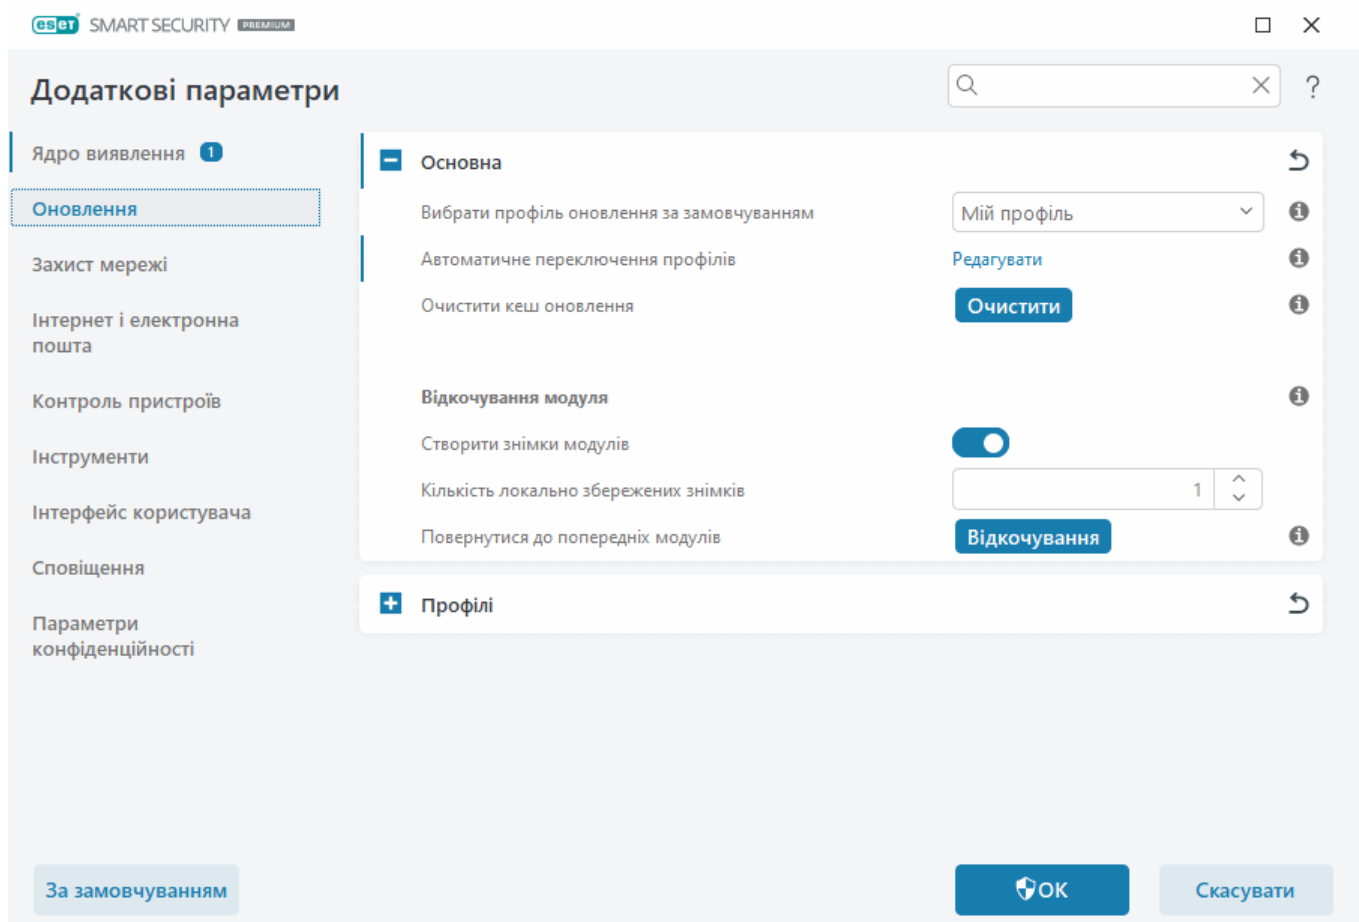 eset SMART SECURITY PREMIUM
Додаткові параметри
?
Ядро виявлення 1
Оновлення
Захист мережі
Інтернет і електронна
пошта
Контроль пристроїв
Інструменти
Інтерфейс користувача
Сповіщення
Параметри
конфіденційності
Основна
Вибрати профіль оновлення за замовчуванням Мій профіль
Автоматичне переключення профілів Редагувати
Очистити кеш оновлення Очистити
Відкочування модуля
Створити знімки модулів
Кількість локально збережених знімків 1
Повернутися до попередніх модулів Відкочування
Профілі
За замовчуванням
ОК
Скасувати